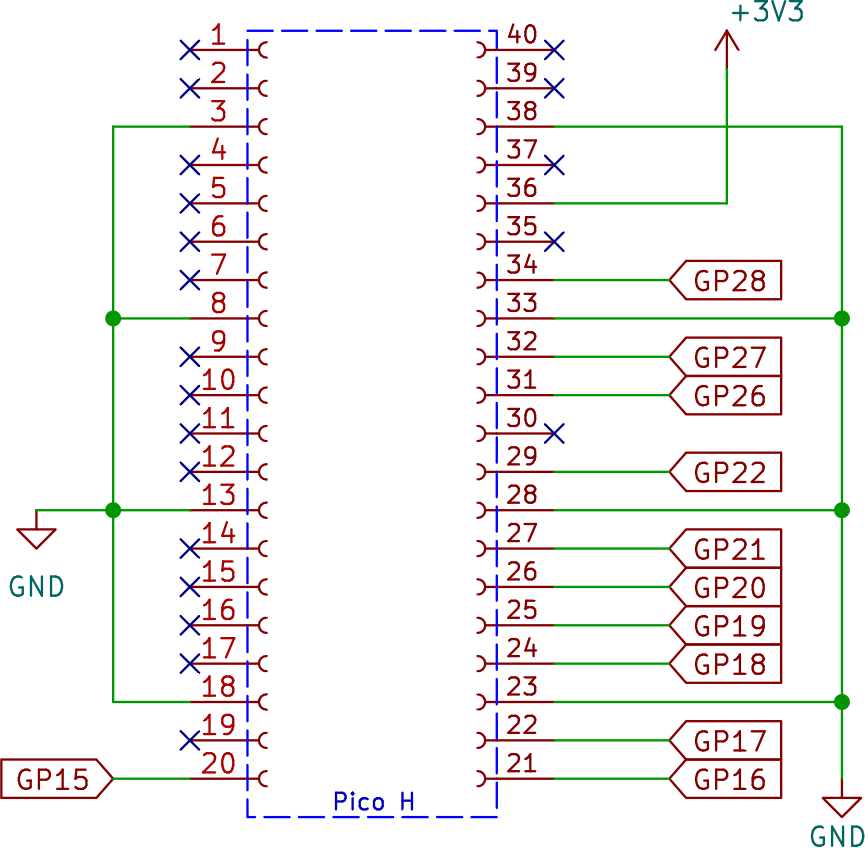 +3V3
1 40
2 39
3 38
4 37
5 36
6 35
7 34 GP28
8 33
9 32 GP27
10 31 GP26
11 30
12 29 GP22
13 28
14 27 GP21
GND
15 26 GP20
16 25 GP19
17 24 GP18
18 23
19 22 GP17
GP15 20 21 GP16
Pico H
GND